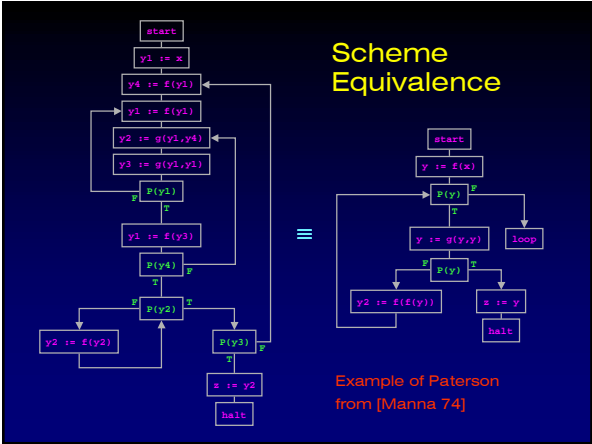 Scheme
Equivalence
start
y1 := x
y4 := f(y1)
y1 := f(y1)
y2 := g(y1,y4)
y3 := g(y1,y1)
P(y1)
F
T
y1 := f(y3)
P(y4)
F
T
F
P(y2)
T
y2 := f(y2)
P(y3)
F
T
z := y2
halt
≡
start
y := f(x)
P(y)
F
T
y := g(y,y)
loop
F
P(y)
T
y2 := f(f(y))
z := y
halt
Example of Paterson
from [Manna 74]